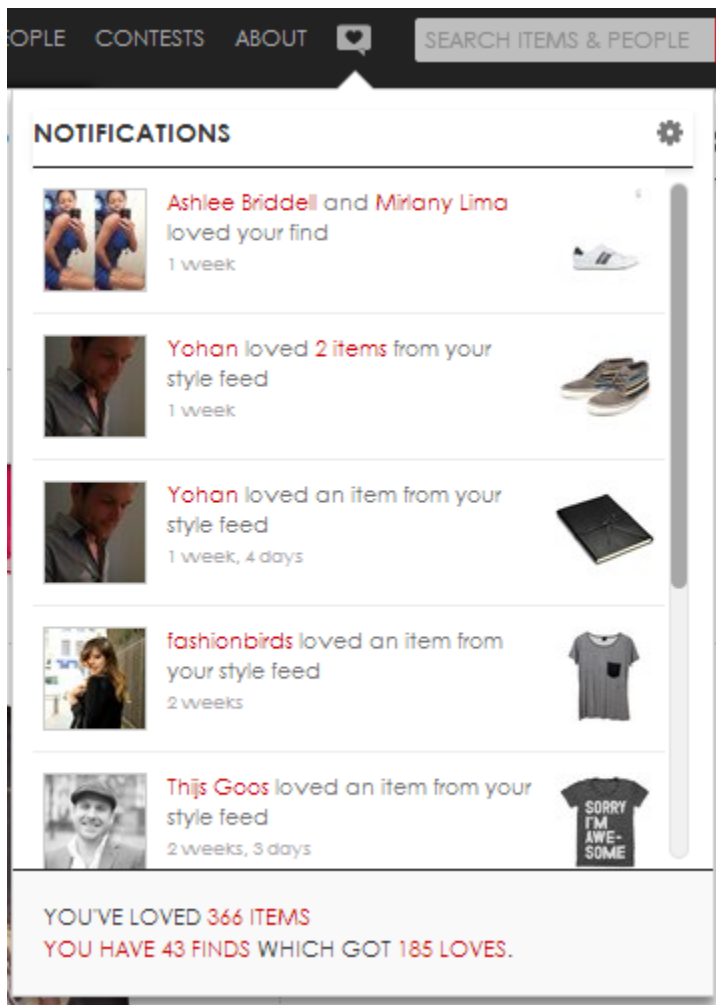 EOPLE CONTESTS ABOUT SEARCH ITEMS & PEOPLE
NOTIFICATIONS
Ashlee Briddell and Mirlany Lima
loved your find
1 week
Yohan loved 2 items from your
style feed
1 week
Yohan loved an item from your
style feed
1 week, 4 days
fashionbirds loved an item from
your style feed
2 weeks
Thijs Goos loved an item from your
style feed
2 weeks, 3 days
SORRY
I'M
AWE-
SOME
YOU'VE LOVED 366 ITEMS
YOU HAVE 43 FINDS WHICH GOT 185 LOVES.